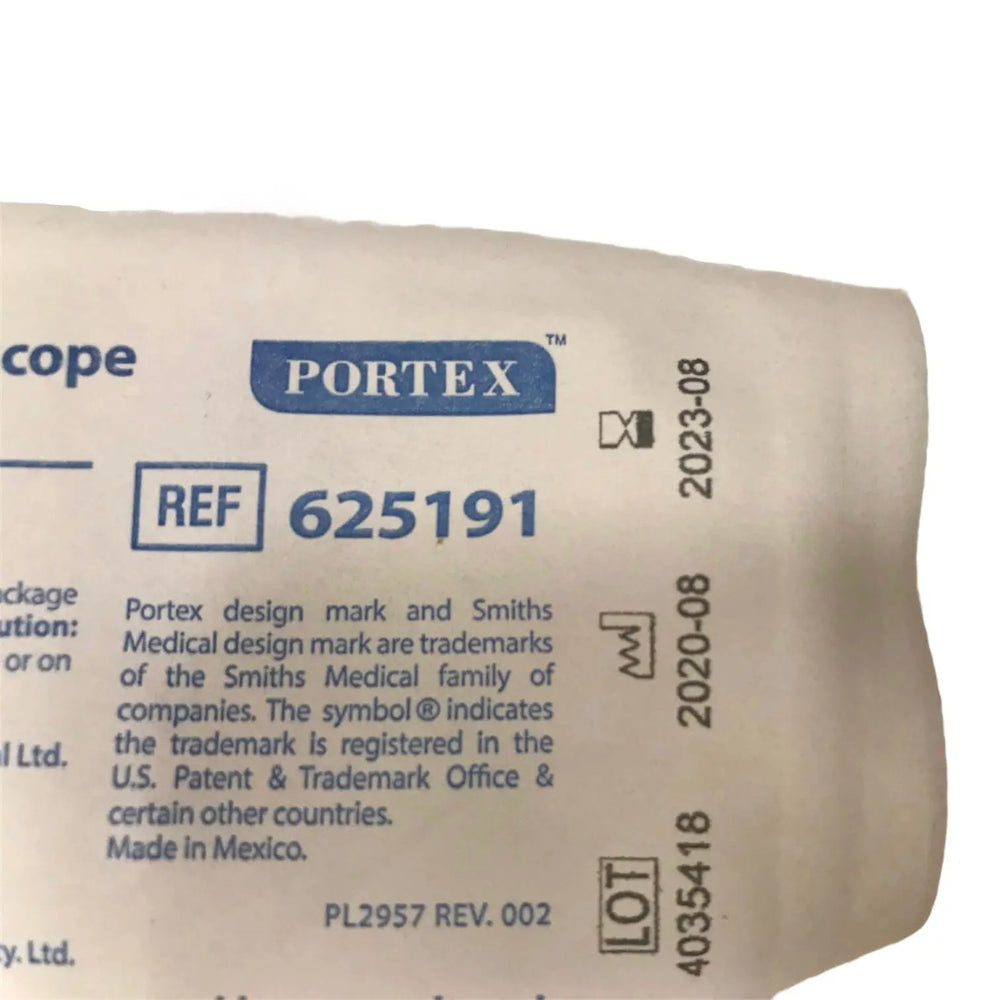 cope
PORTEX™
REF 625191
ckage
ution:
or on
l Ltd.
y. Ltd.
Portex design mark and Smiths
Medical design mark are trademarks
of the Smiths Medical family of
companies. The symbol ® indicates
the trademark is registered in the
U.S. Patent & Trademark Office &
certain other countries.
Made in Mexico.
PL2957 REV. 002
2023-08
2020-08
LOT 4035418